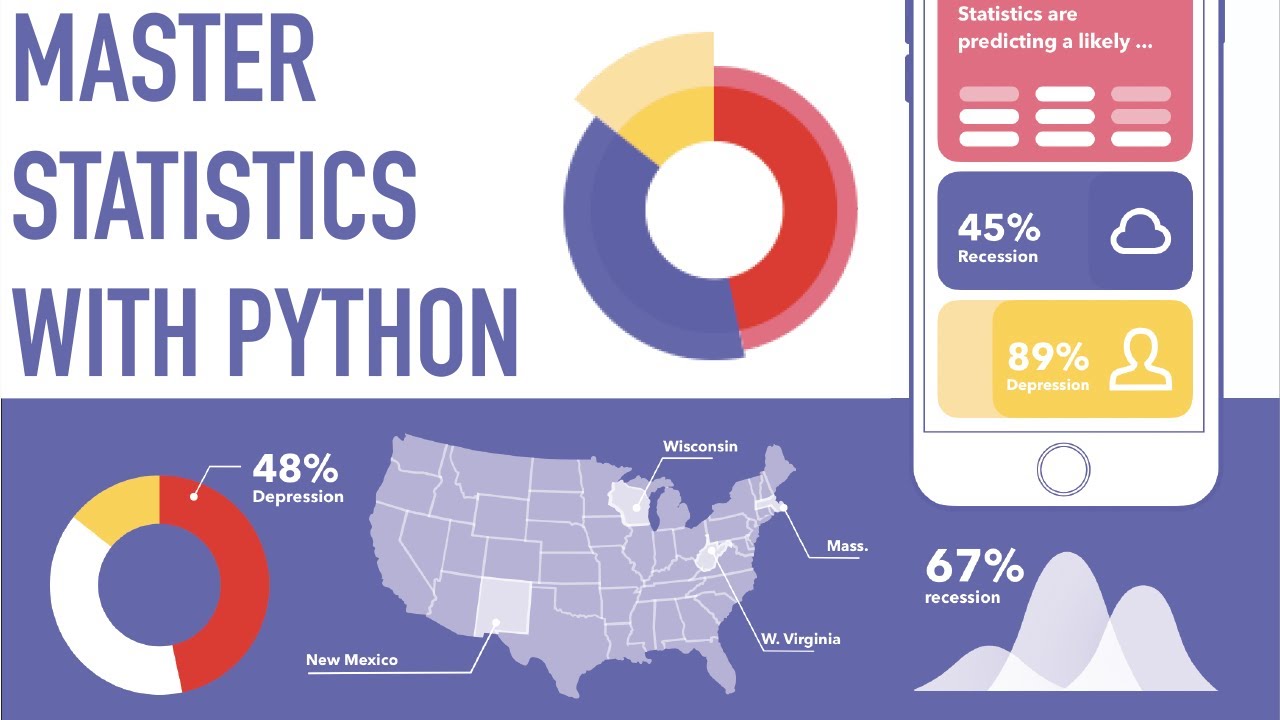 MASTER
STATISTICS
WITH PYTHON
Statistics are
predicting a likely ...
45%
Recession
89%
Depression
48%
Depression
Wisconsin
Mass.
W. Virginia
New Mexico
67%
recession